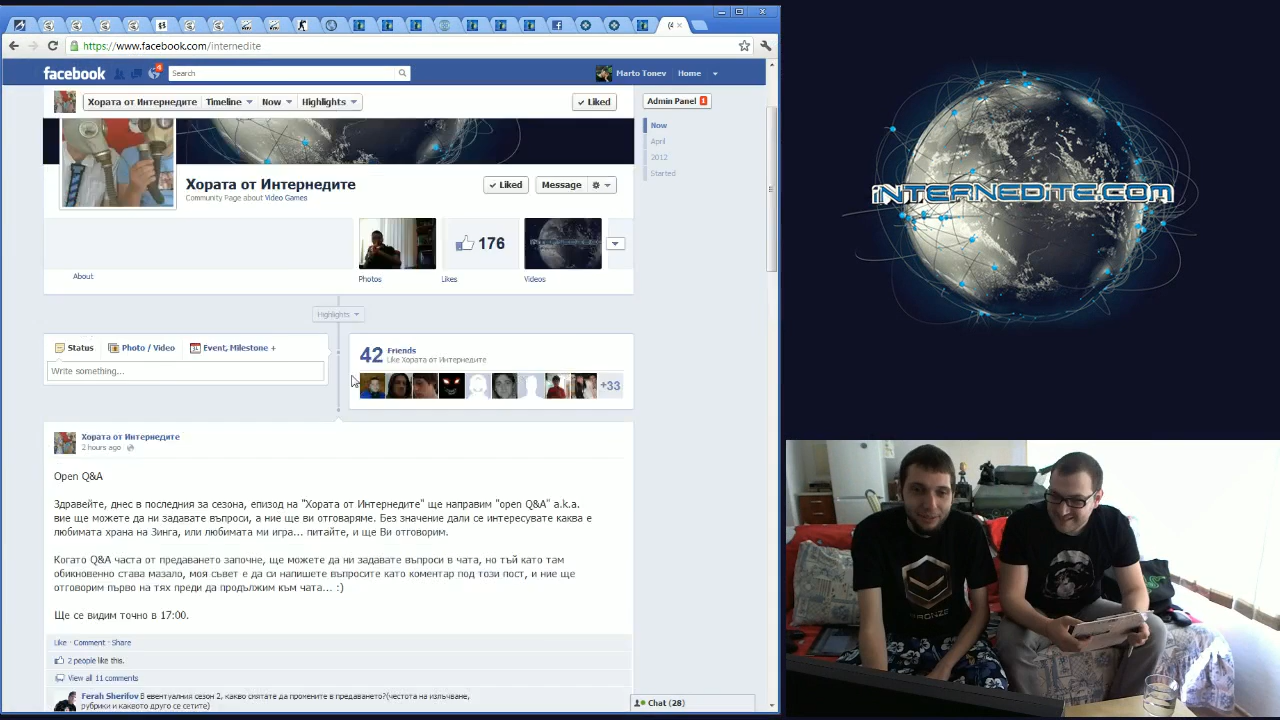 https://www.facebook.com/internedite
facebook
4
Search
Marto Tonev
Home
Хората от Интернедите
Timeline
Now
Highlights
Liked
Admin Panel 1
Now
April
2012
Started
Хората от Интернедите
Community Page about Video Games
Liked
Message
176
About
Photos
Likes
Videos
Highlights
Status
Photo / Video
Event, Milestone +
Write something...
42 Friends
Like Хората от Интернедите
+33
Хората от Интернедите
2 hours ago
Open Q&A
Здравейте, днес в последния за сезона, епизод на "Хората от Интернедите" ще направим "open Q&A" a.k.a.
вие ще можете да ни задавате въпроси, а ние ще ви отговаряме. Без значение дали се интересувате каква е
любимата храна на Зинга, или любимата ми игра... питайте, и ще Ви отговорим.
Когато Q&A частта от предаването започне, ще можете да ни задавате въпроси в чата, но тъй като там
обикновенно става мазало, моя съвет е да си напишете въпросите като коментар под този пост, и ние ще
отговорим първо на тях преди да продължим към чата... :)
Ще се видим точно в 17:00.
Like · Comment · Share
2 people like this.
View all 11 comments
Ferah Sherifov В евентуалния сезон 2, какво смятате да промените в предаването?(честота на излъчване,
рубрики и каквото друго се сетите)
Chat (28)
iNTERNEDiTE.COM
BRONZE